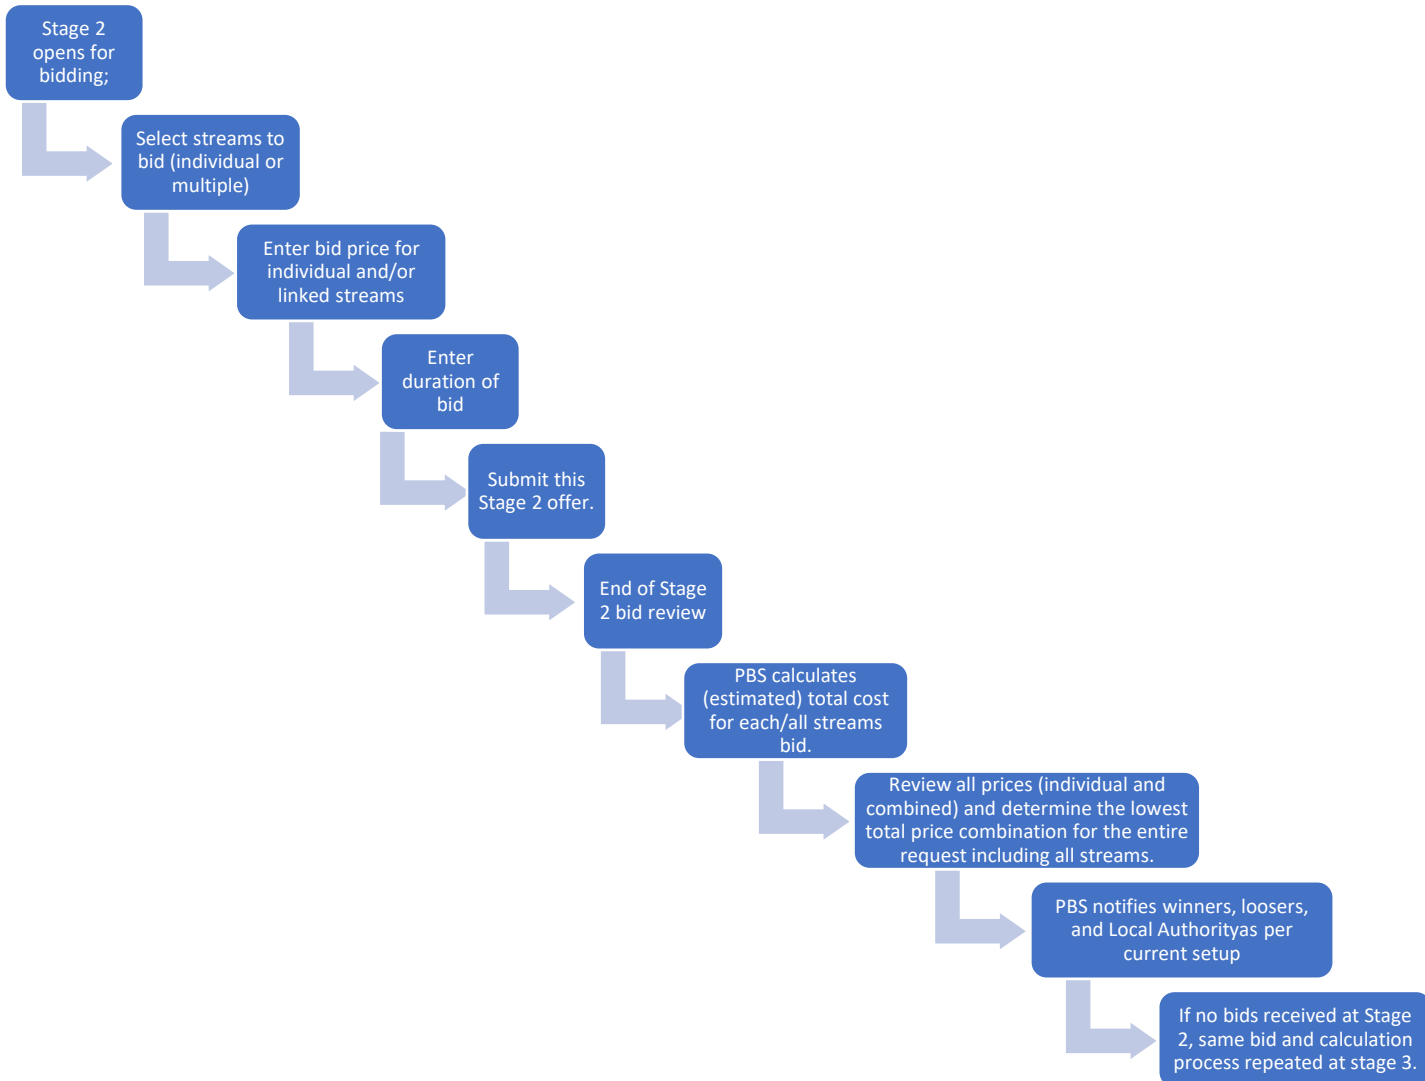 Stage 2
opens for
bidding;
Select streams to
bid (individual or
multiple)
Enter bid price for
individual and/or
linked streams
Enter
duration of
bid
Submit this
Stage 2 offer.
End of Stage
2 bid review
PBS calculates
(estimated) total cost
for each/all streams
bid.
Review all prices (individual and
combined) and determine the lowest
total price combination for the entire
request including all streams.
PBS notifies winners, loosers,
and Local Authorityas per
current setup
If no bids received at Stage
2, same bid and calculation
process repeated at stage 3.